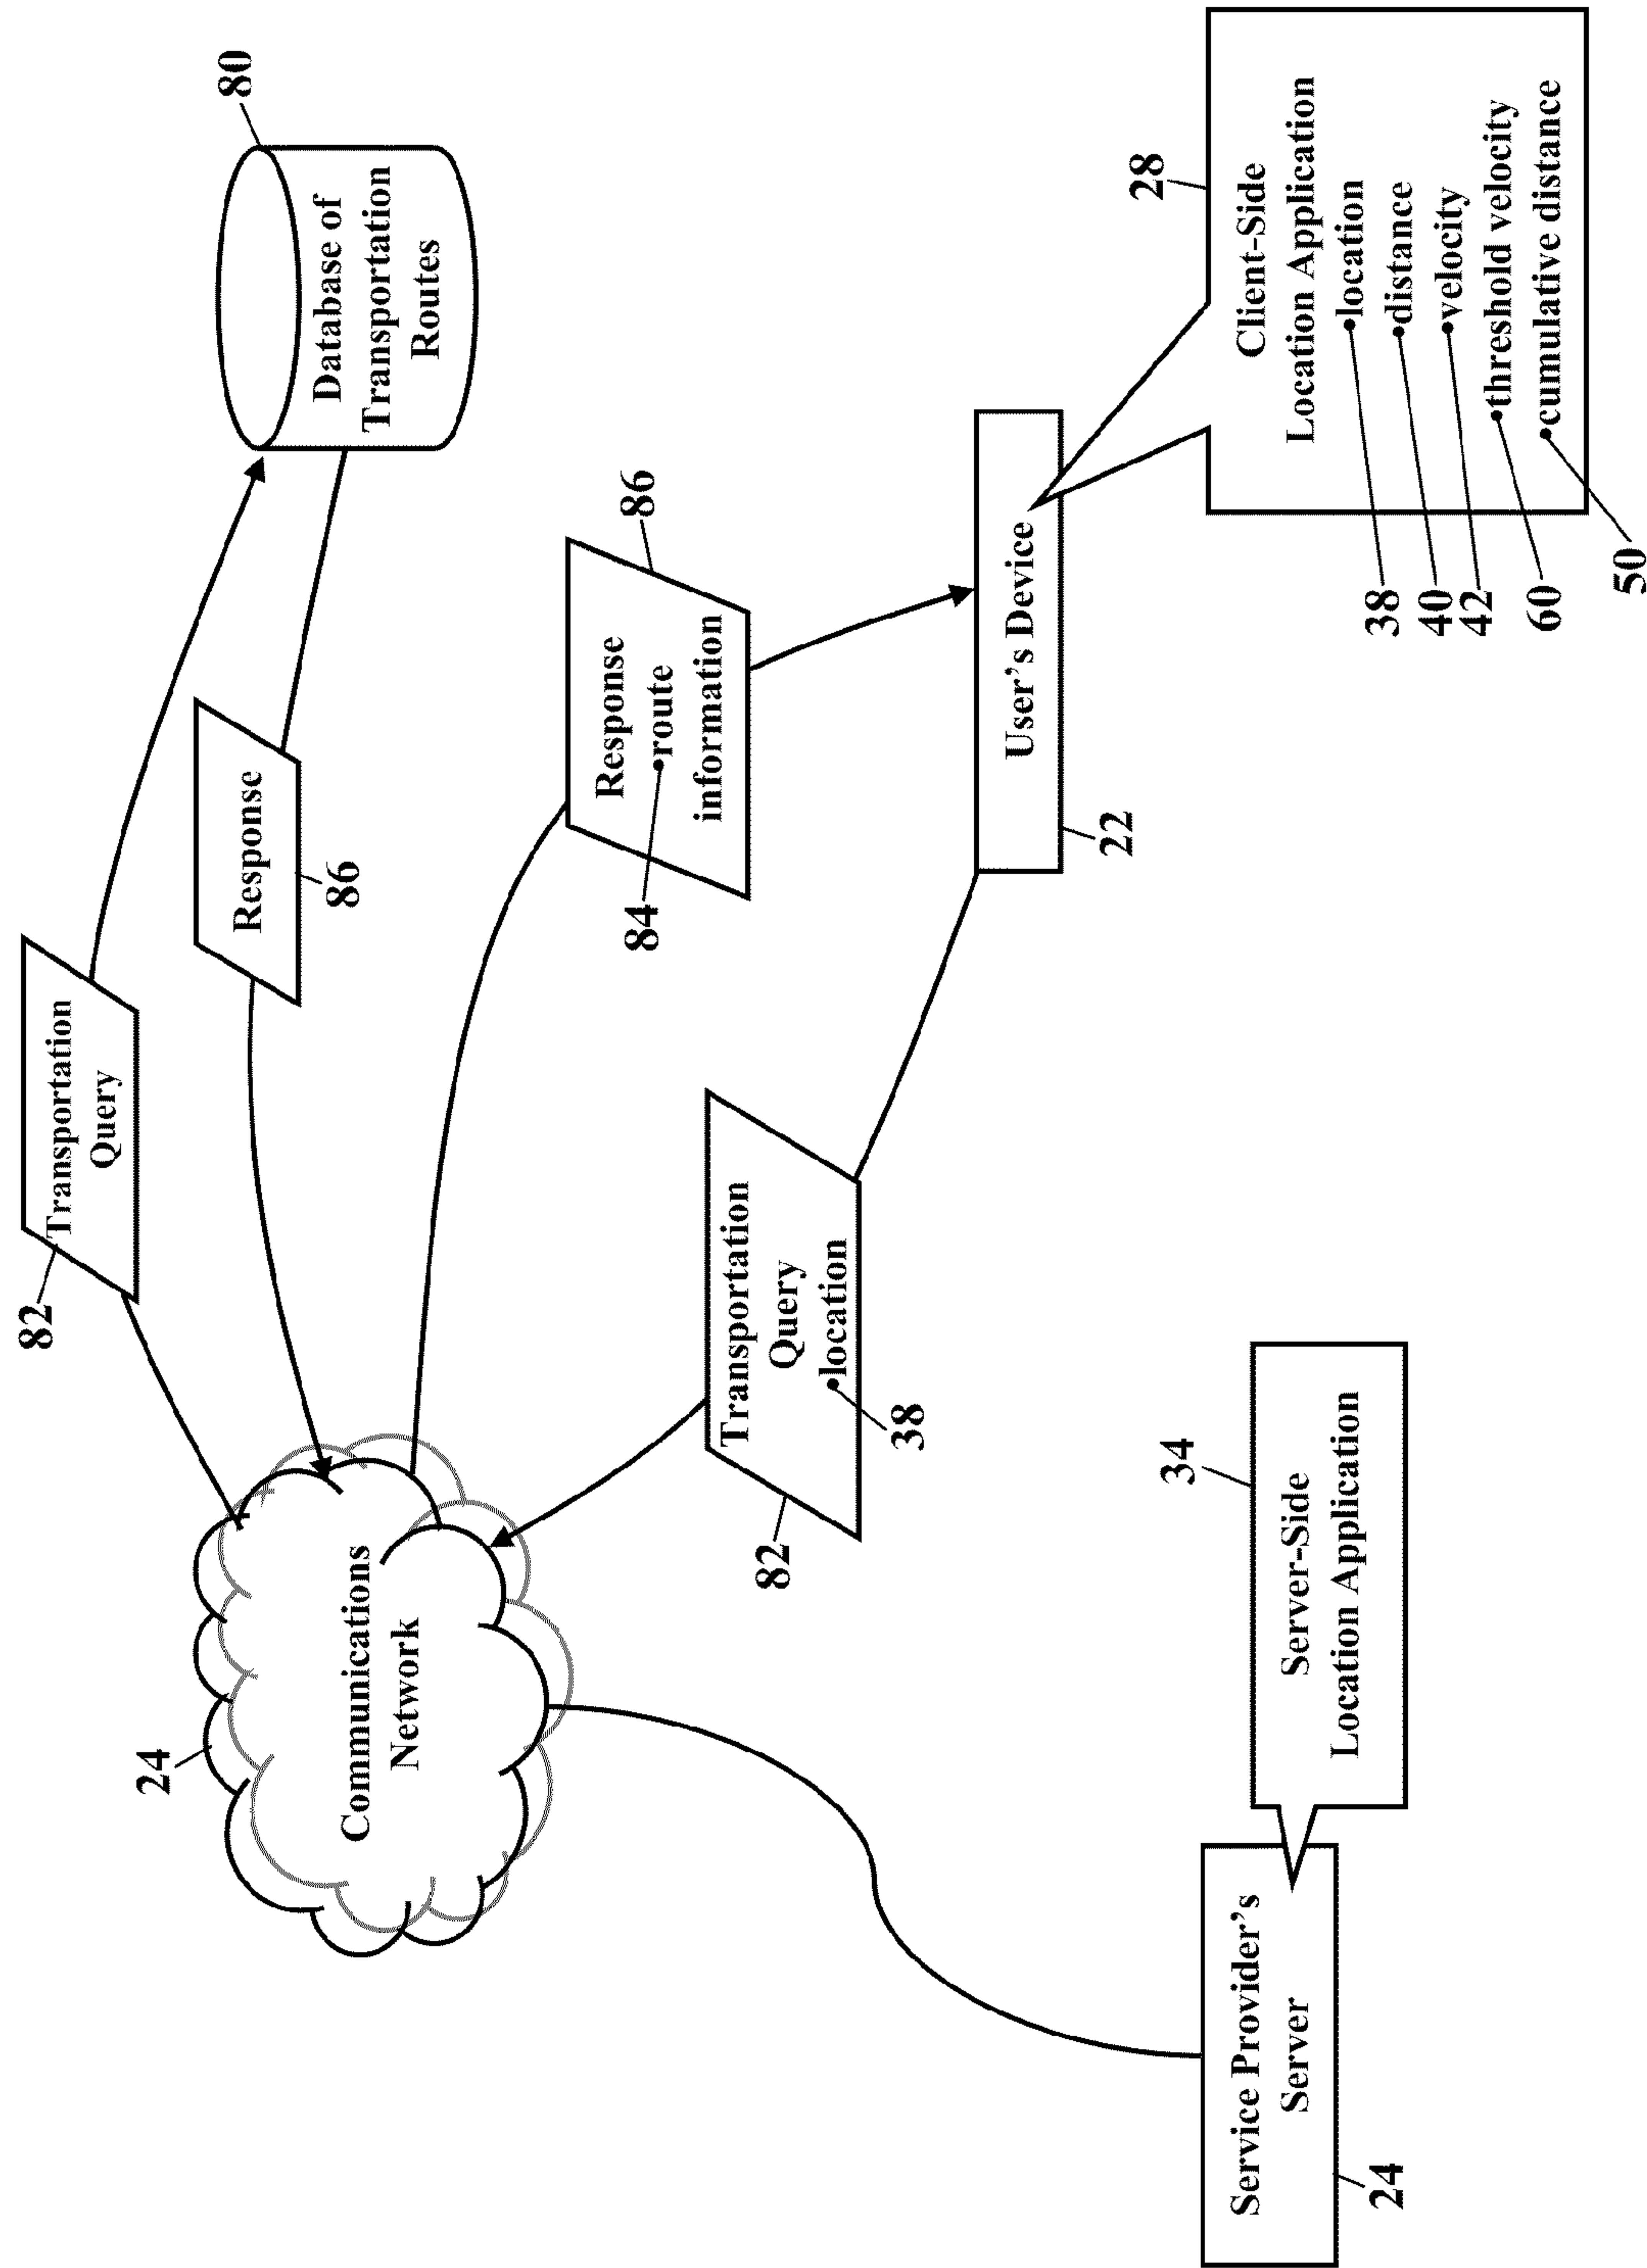 82
Transportation
Query
80
Database of
Transportation
Routes
Response
86
24
Communications
Network
Response
•route
information
84
86
Transportation
Query
•location
38
82
User's Device
22
Service Provider's
Server
24
Server-Side
Location Application
34
28
Client-Side
Location Application
•location
•distance
•velocity
•threshold velocity
•cumulative distance
38
40
42
60
50